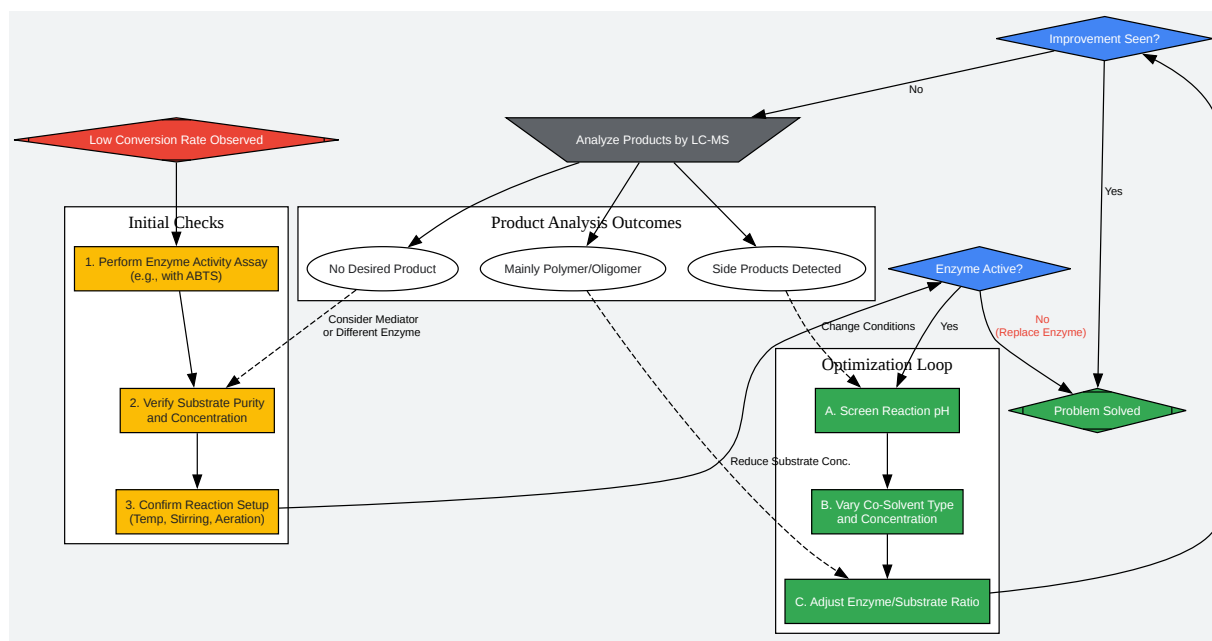 Improvement Seen?
No
Low Conversion Rate Observed
Analyze Products by LC-MS
Yes
Initial Checks
Product Analysis Outcomes
1. Perform Enzyme Activity Assay
(e.g., with ABTS)
No Desired Product
Mainly Polymer/Oligomer
Side Products Detected
Enzyme Active?
Consider Mediator
or Different Enzyme
Change Conditions
Yes
No
(Replace Enzyme)
Optimization Loop
2. Verify Substrate Purity
and Concentration
A. Screen Reaction pH
Problem Solved
Reduce Substrate Conc.
3. Confirm Reaction Setup
(Temp, Stirring, Aeration)
B. Vary Co-Solvent Type
and Concentration
C. Adjust Enzyme/Substrate Ratio